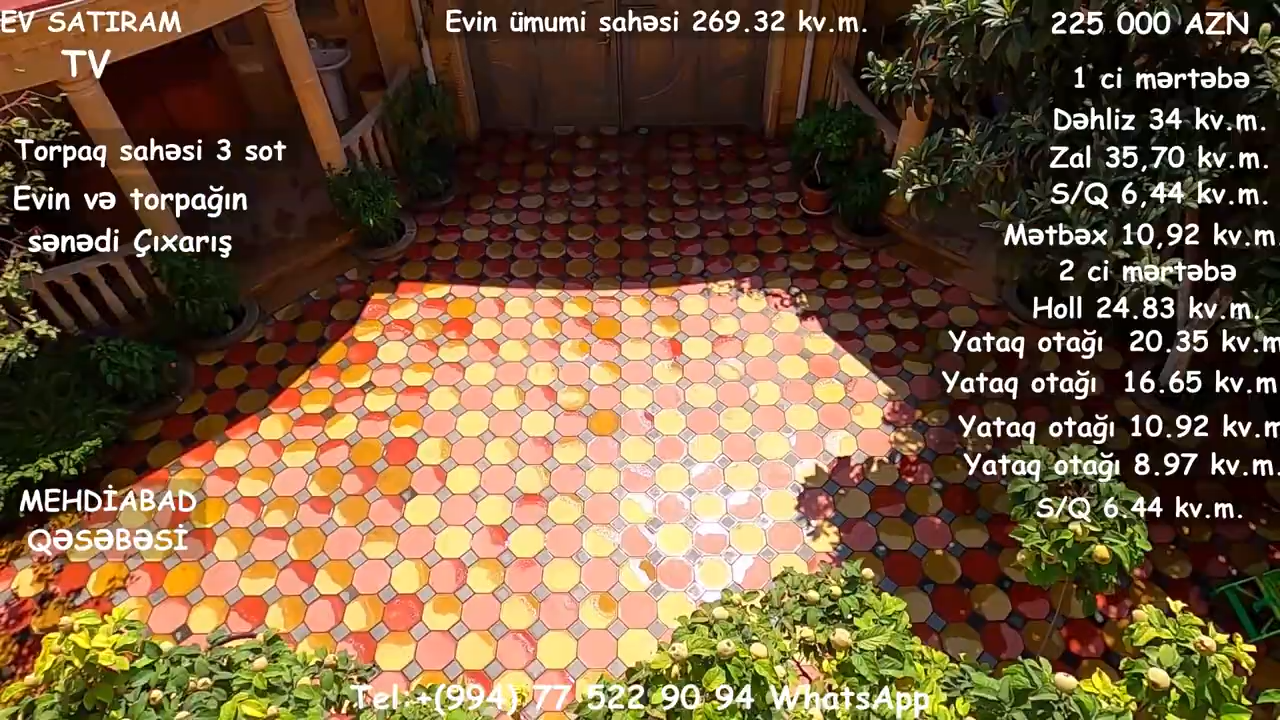 EV SATIRAM
TV
Evin ümumi sahəsi 269.32 kv.m.
225 000 AZN
Torpaq sahəsi 3 sot
Evin və torpağın
sənədi Çıxarış
1 ci mərtəbə
Dəhliz 34 kv.m.
Zal 35,70 kv.m.
S/Q 6,44 kv.m.
Mətbəx 10,92 kv.m.
2 ci mərtəbə
Holl 24.83 kv.m.
Yataq otağı 20.35 kv.m
Yataq otağı 16.65 kv.m
Yataq otağı 10.92 kv.m
Yataq otağı 8.97 kv.m.
S/Q 6.44 kv.m.
MEHDİABAD
QƏSƏBƏSİ
Tel:+(994) 77 522 90 94 WhatsApp